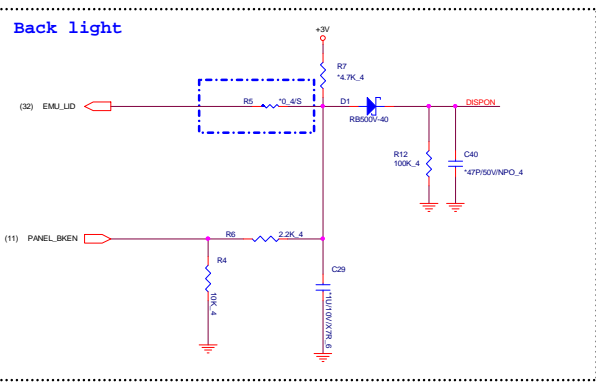 Back light
+3V
R7
*4.7K_4
(32) EMU_LID
R5
*0_4/S
D1
RB500V-40
DISPON
R12
100K_4
C40
*47P/50V/NPO_4
(11) PANEL_BKEN
R6
2.2K_4
R4
10K_4
C29
*1U/10V/X7R_6